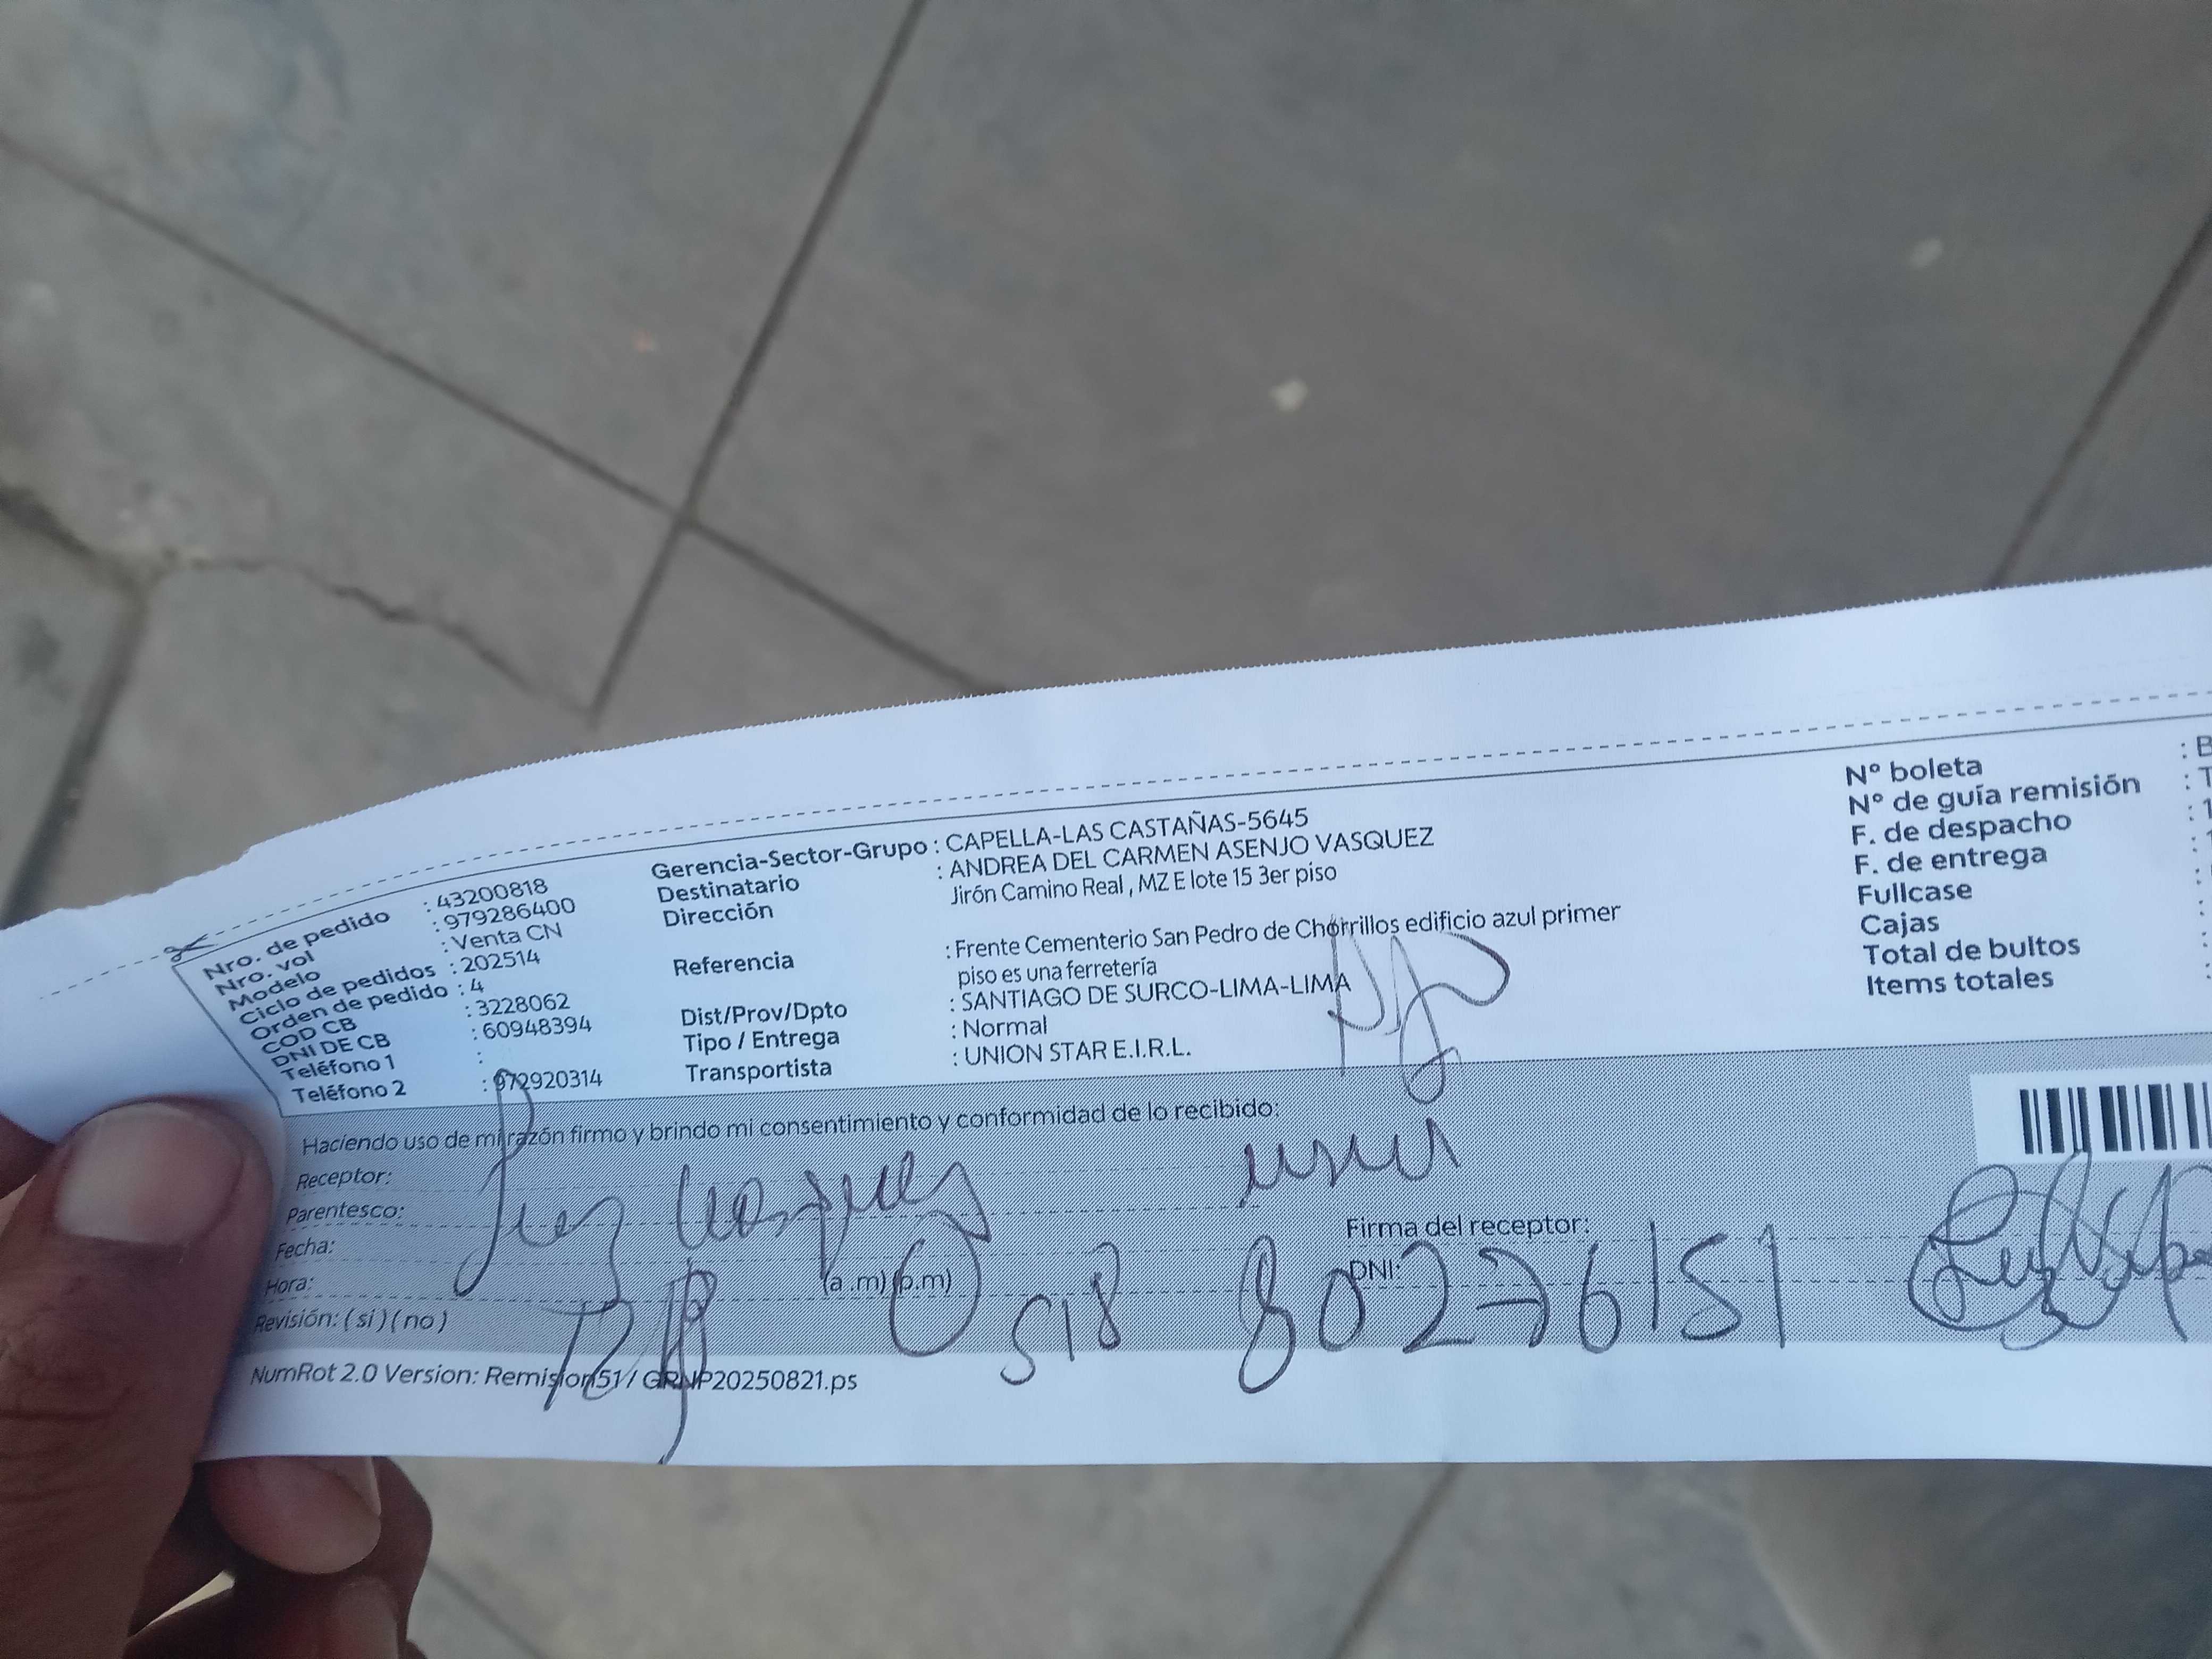 Nro. de pedido : 43200818
Nro. vol : 979286400
Modelo : Venta CN
Ciclo de pedidos : 202514
Orden de pedido : 4
COD CB : 3228062
DNI DE CB : 60948394
Teléfono 1 :
Teléfono 2 : 972920314
Gerencia-Sector-Grupo : CAPELLA-LAS CASTAÑAS-5645
Destinatario : ANDREA DEL CARMEN ASENJO VASQUEZ
Dirección Jirón Camino Real , MZ E lote 15 3er piso
Referencia : Frente Cementerio San Pedro de Chorrillos edificio azul primer
piso es una ferretería
Dist/Prov/Dpto : SANTIAGO DE SURCO-LIMA-LIMA
Tipo / Entrega : Normal
Transportista : UNION STAR E.I.R.L.
N° boleta : B
N° de guía remisión : T
F. de despacho : 1
F. de entrega :
Fullcase :
Cajas :
Total de bultos :
Items totales :
Haciendo uso de mi razón firmo y brindo mi consentimiento y conformidad de lo recibido:
Receptor:
Parentesco:
Fecha:
Hora: (a .m) (p.m)
Revisión: ( si ) ( no )
Firma del receptor:
DNI: 80276151
NumRot 2.0 Version: Remision51 / GRNP20250821.ps